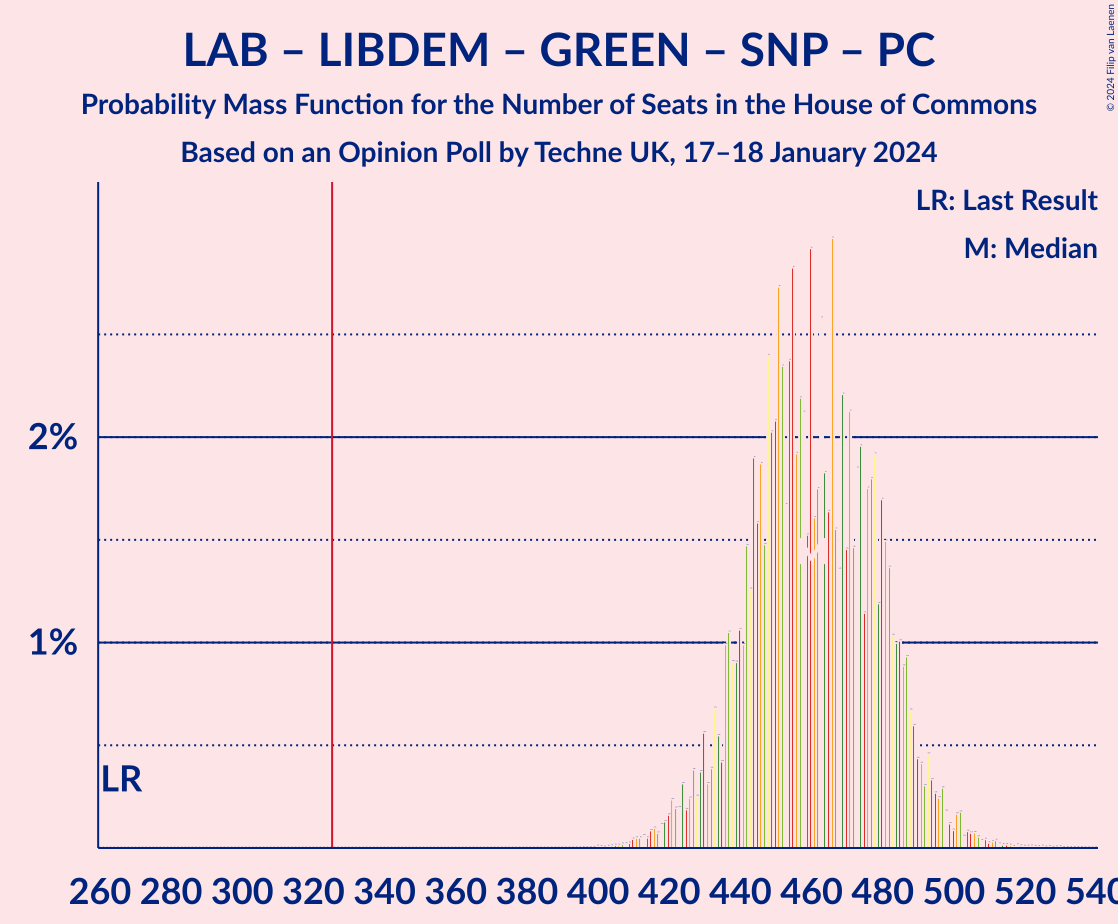 LAB – LIBDEM – GREEN – SNP – PC
Probability Mass Function for the Number of Seats in the House of Commons
Based on an Opinion Poll by Techne UK, 17–18 January 2024
© 2024 Filip van Laenen
LR: Last Result
M: Median
2%
1%
LR
M
260 280 300 320 340 360 380 400 420 440 460 480 500 520 540